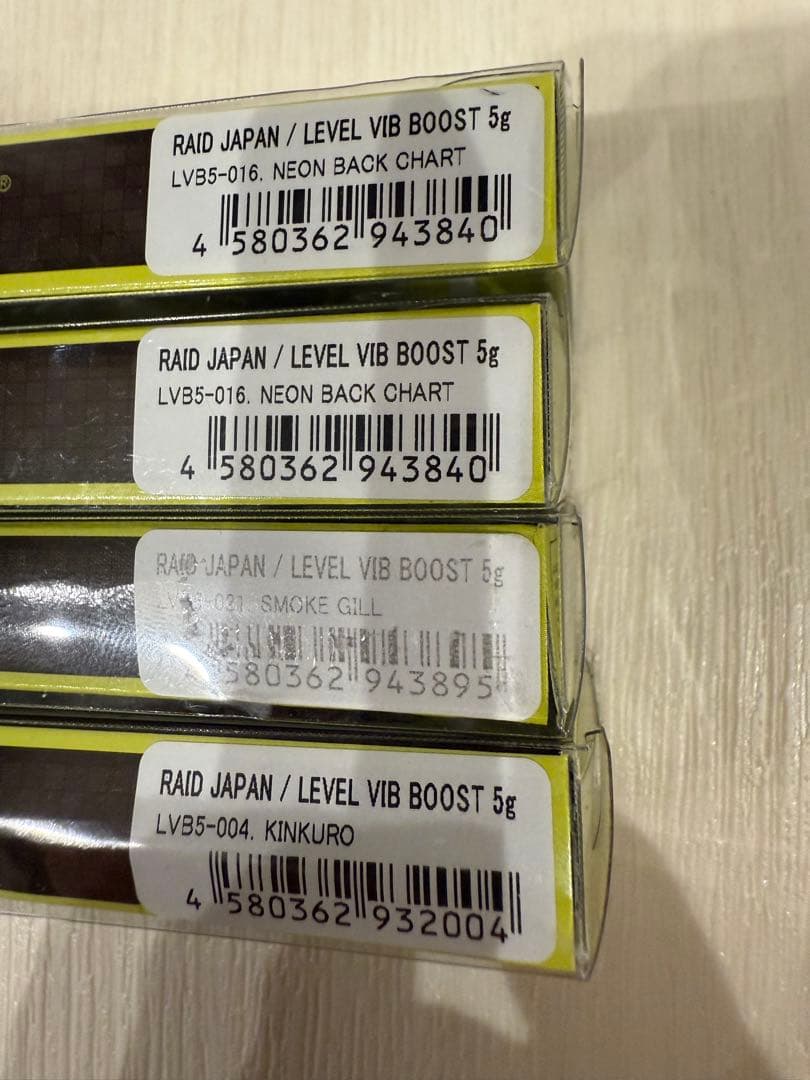 ®
RAID JAPAN / LEVEL VIB BOOST 5g
LVB5-016. NEON BACK CHART
4 580362 943840
RAID JAPAN / LEVEL VIB BOOST 5g
LVB5-016. NEON BACK CHART
4 580362 943840
RAID JAPAN / LEVEL VIB BOOST 5g
SMOKE GILL
4 580362 943895
RAID JAPAN / LEVEL VIB BOOST 5g
LVB5-004. KINKURO
4 580362 932004